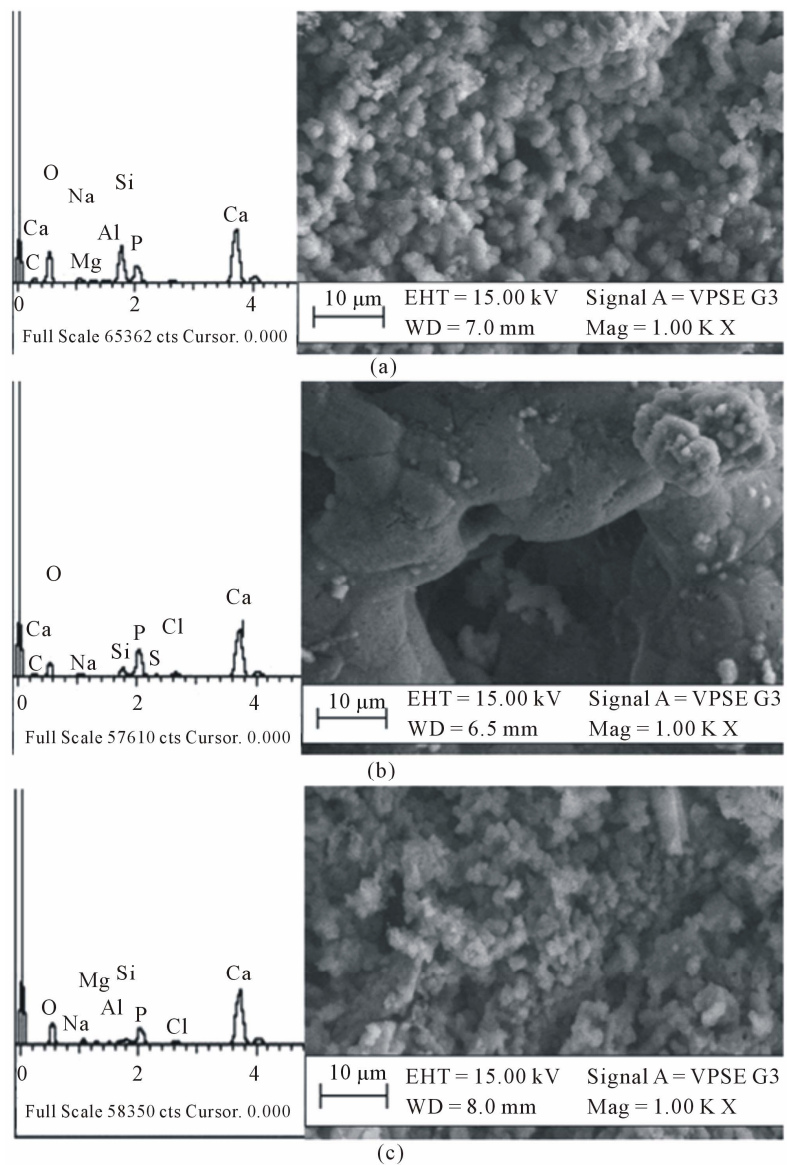 O
Na
Si
Ca
Al
P
Ca
C
Mg
0 2 4
Full Scale 65362 cts Cursor. 0.000
10 μm
EHT = 15.00 kV
Signal A = VPSE G3
WD = 7.0 mm
Mag = 1.00 K X
(a)
O
Ca
C
Na
Si
P
S
Cl
Ca
0 2 4
Full Scale 57610 cts Cursor. 0.000
10 μm
EHT = 15.00 kV
Signal A = VPSE G3
WD = 6.5 mm
Mag = 1.00 K X
(b)
O
Na
Mg
Si
Al
P
Cl
Ca
0 2 4
Full Scale 58350 cts Cursor. 0.000
10 μm
EHT = 15.00 kV
Signal A = VPSE G3
WD = 8.0 mm
Mag = 1.00 K X
(c)